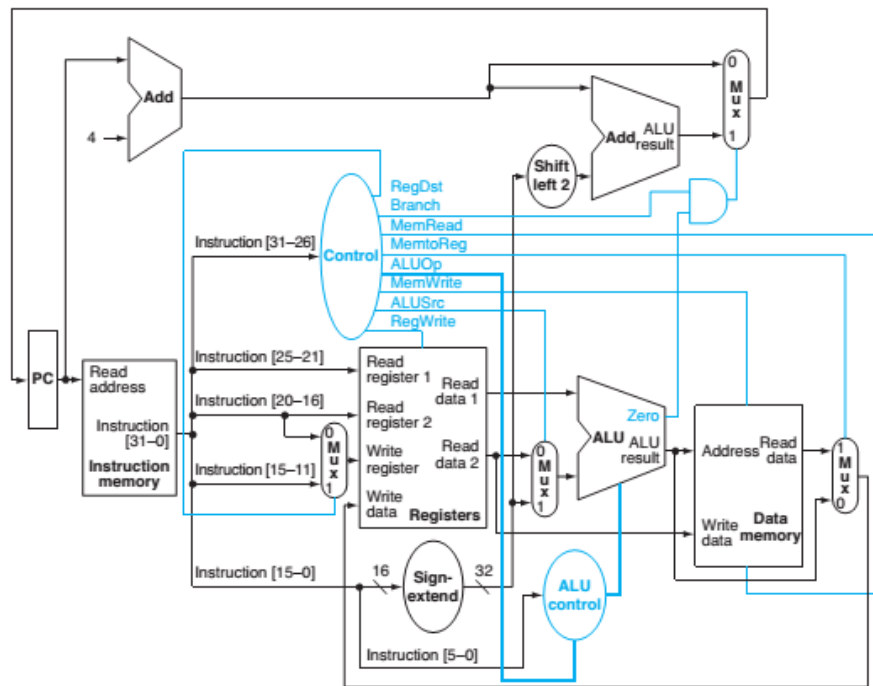 Add
4
0
Mux
1
Add
ALU
result
Shift
left 2
RegDst
Branch
MemRead
MemtoReg
ALUOp
MemWrite
ALUSrc
RegWrite
Control
Instruction [31–26]
PC
Read
address
Instruction
[31–0]
Instruction
memory
Instruction [25–21]
Instruction [20–16]
Instruction [15–11]
Instruction [15–0]
0
Mux
1
Read
register 1
Read
register 2
Write
register
Write
data
Read
data 1
Read
data 2
Registers
0
Mux
1
Zero
ALU
ALU
result
Address
Read
data
Write
data
Data
memory
1
Mux
0
16
Sign-
extend
32
ALU
control
Instruction [5–0]